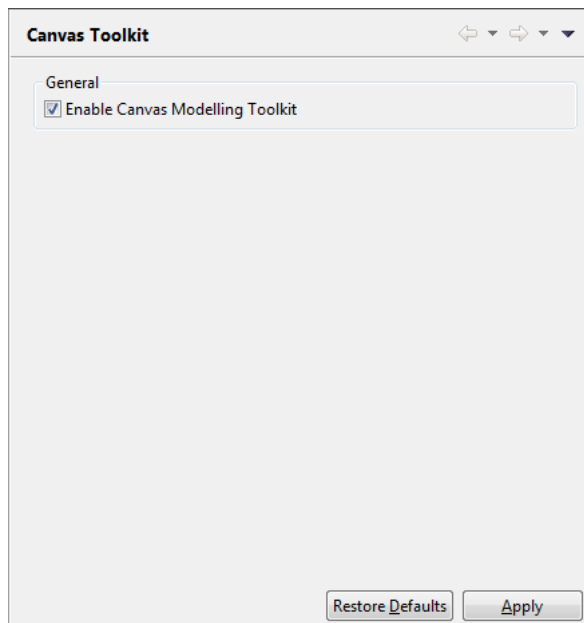 Canvas Toolkit
General
Enable Canvas Modelling Toolkit
Restore Defaults Apply